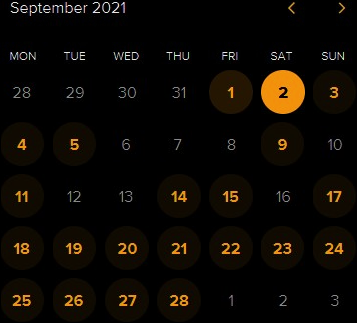 September 2021
MON TUE WED THU FRI SAT SUN
28 29 30 31 1 2 3
4 5 6 7 8 9 10
11 12 13 14 15 16 17
18 19 20 21 22 23 24
25 26 27 28 1 2 3